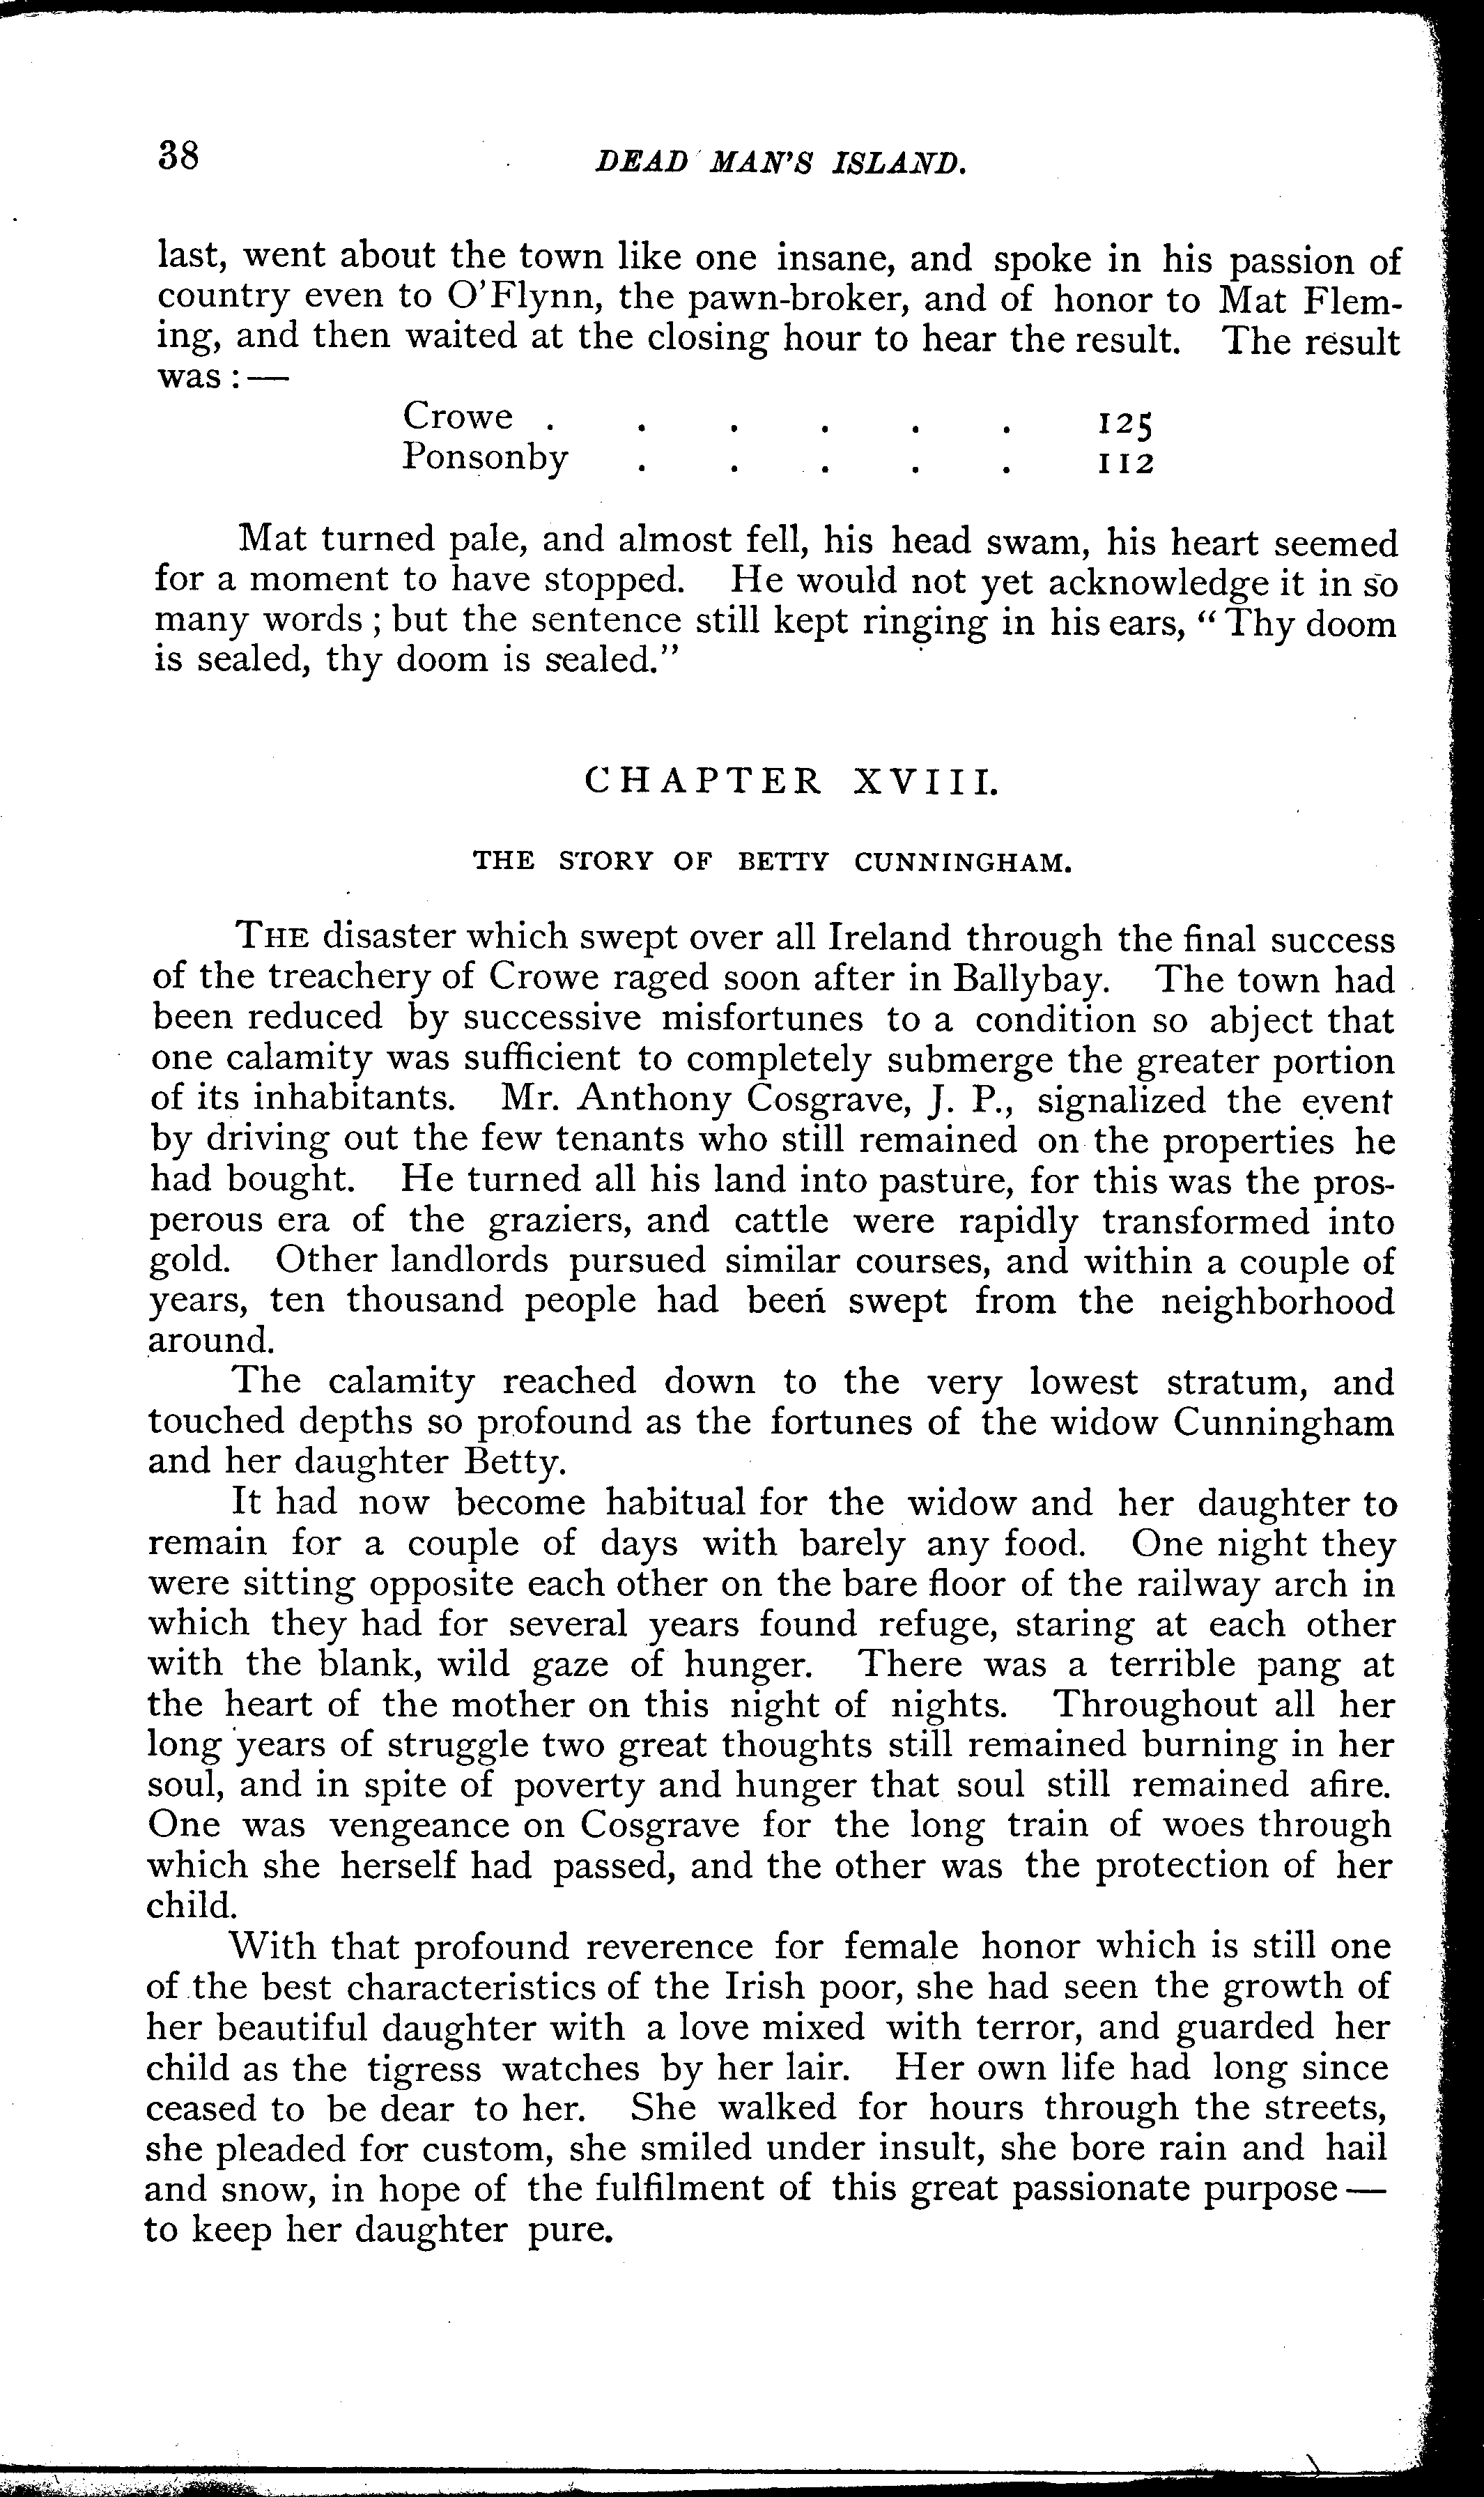 38 DEAD MAN'S ISLAND.
last, went about the town like one insane, and spoke in his passion of
country even to O'Flynn, the pawn-broker, and of honor to Mat Flem-
ing, and then waited at the closing hour to hear the result. The result
was :—
Crowe . . . . . . 125
Ponsonby . . . . . 112
Mat turned pale, and almost fell, his head swam, his heart seemed
for a moment to have stopped. He would not yet acknowledge it in so
many words ; but the sentence still kept ringing in his ears, “ Thy doom
is sealed, thy doom is sealed.”
CHAPTER XVIII.
THE STORY OF BETTY CUNNINGHAM.
THE disaster which swept over all Ireland through the final success
of the treachery of Crowe raged soon after in Ballybay. The town had
been reduced by successive misfortunes to a condition so abject that
one calamity was sufficient to completely submerge the greater portion
of its inhabitants. Mr. Anthony Cosgrave, J. P., signalized the event
by driving out the few tenants who still remained on the properties he
had bought. He turned all his land into pasture, for this was the pros-
perous era of the graziers, and cattle were rapidly transformed into
gold. Other landlords pursued similar courses, and within a couple of
years, ten thousand people had been swept from the neighborhood
around.
The calamity reached down to the very lowest stratum, and
touched depths so profound as the fortunes of the widow Cunningham
and her daughter Betty.
It had now become habitual for the widow and her daughter to
remain for a couple of days with barely any food. One night they
were sitting opposite each other on the bare floor of the railway arch in
which they had for several years found refuge, staring at each other
with the blank, wild gaze of hunger. There was a terrible pang at
the heart of the mother on this night of nights. Throughout all her
long years of struggle two great thoughts still remained burning in her
soul, and in spite of poverty and hunger that soul still remained afire.
One was vengeance on Cosgrave for the long train of woes through
which she herself had passed, and the other was the protection of her
child.
With that profound reverence for female honor which is still one
of the best characteristics of the Irish poor, she had seen the growth of
her beautiful daughter with a love mixed with terror, and guarded her
child as the tigress watches by her lair. Her own life had long since
ceased to be dear to her. She walked for hours through the streets,
she pleaded for custom, she smiled under insult, she bore rain and hail
and snow, in hope of the fulfilment of this great passionate purpose —
to keep her daughter pure.